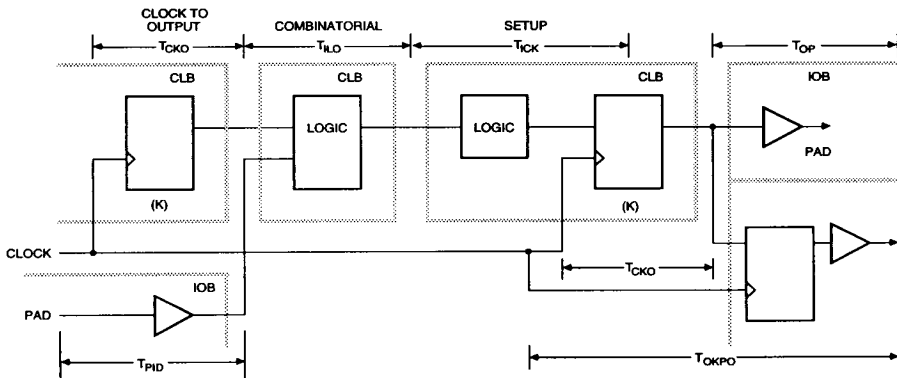 CLOCK TO
OUTPUT
COMBINATORIAL
SETUP
TCKO
TILO
TICK
TOP
CLB
CLB
CLB
IOB
LOGIC
LOGIC
PAD
(K)
(K)
CLOCK
TCKO
IOB
PAD
TPID
TOKPO